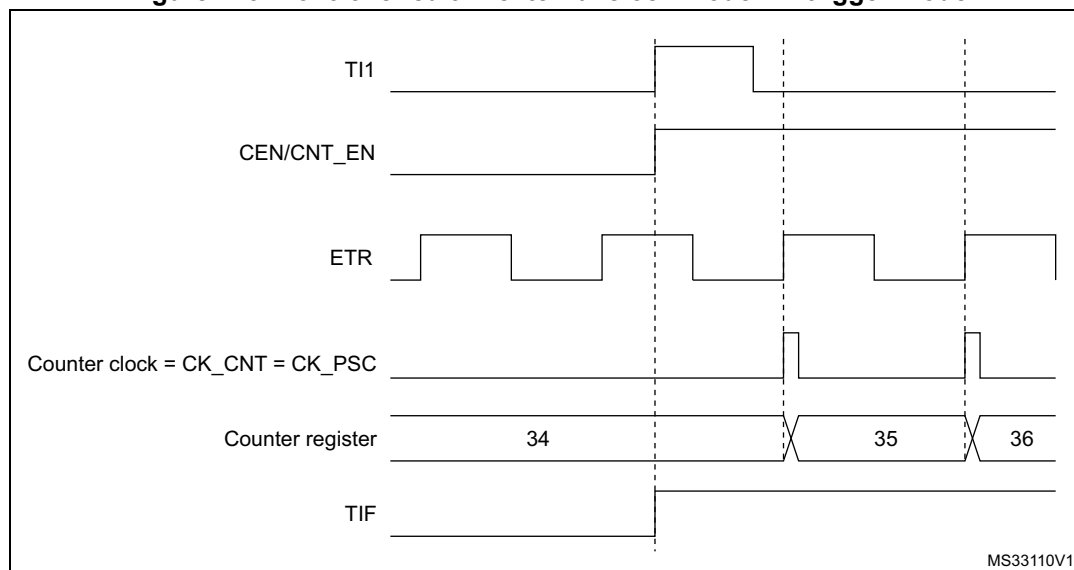 TI1
CEN/CNT_EN
ETR
Counter clock = CK_CNT = CK_PSC
Counter register 34 35 36
TIF
MS33110V1